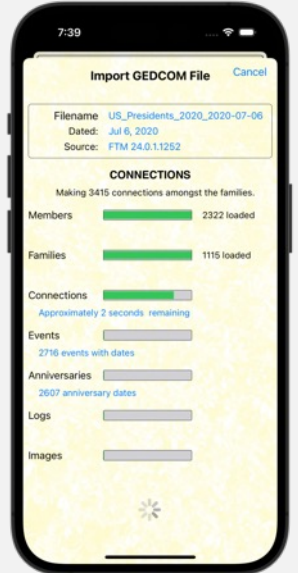 7:39
Import GEDCOM File Cancel
Filename US_Presidents_2020_2020-07-06
Dated: Jul 6, 2020
Source: FTM 24.0.1.1252
CONNECTIONS
Making 3415 connections amongst the families.
Members 2322 loaded
Families 1115 loaded
Connections
Approximately 2 seconds remaining
Events
2716 events with dates
Anniversaries
2607 anniversary dates
Logs
Images